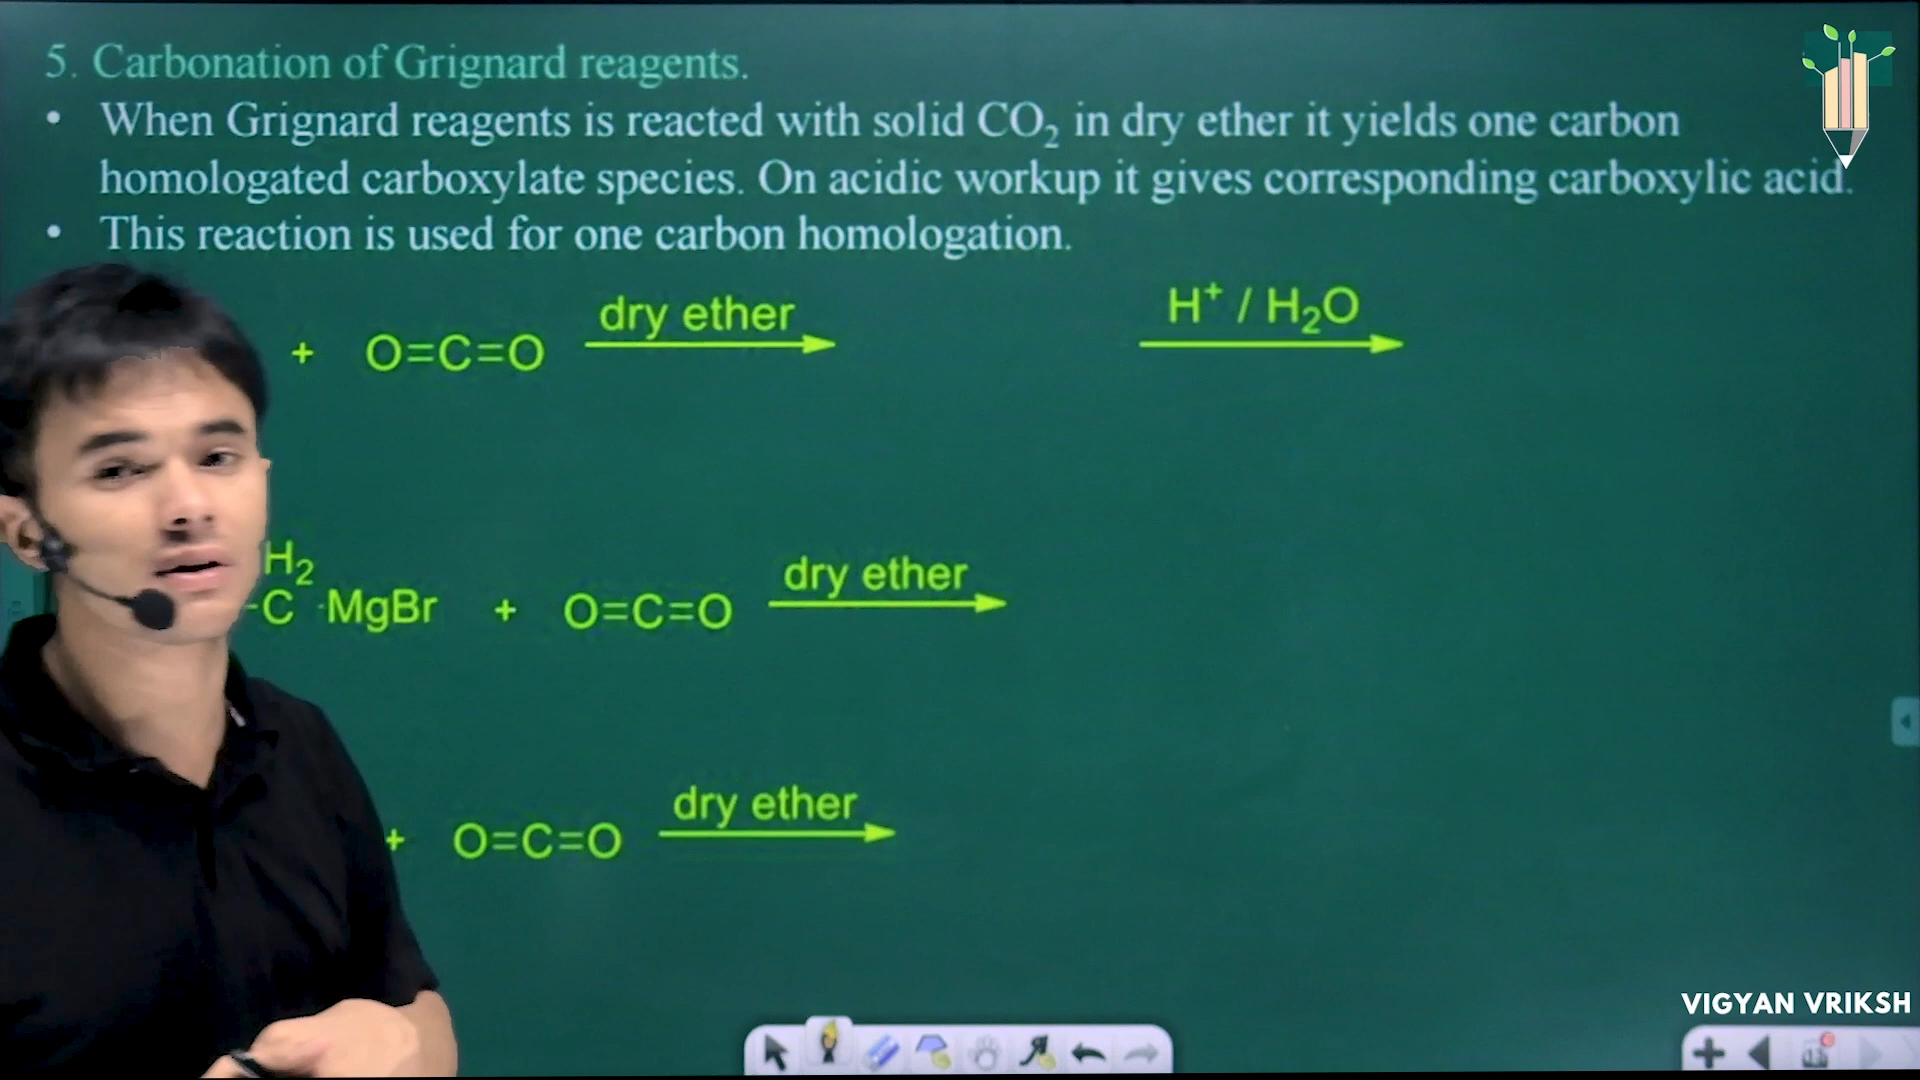 5. Carbonation of Grignard reagents.
• When Grignard reagents is reacted with solid CO₂ in dry ether it yields one carbon
homologated carboxylate species. On acidic workup it gives corresponding carboxylic acid.
• This reaction is used for one carbon homologation.
+ O=C=O dry ether H⁺ / H₂O
H₂
-C MgBr + O=C=O dry ether
+ O=C=O dry ether
VIGYAN VRIKSH